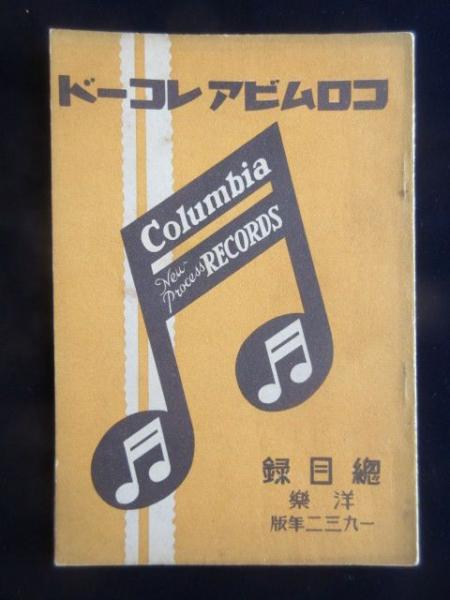 コロムビア レコード
Columbia
New
Process RECORDS
總目録
洋樂
一九三二年版